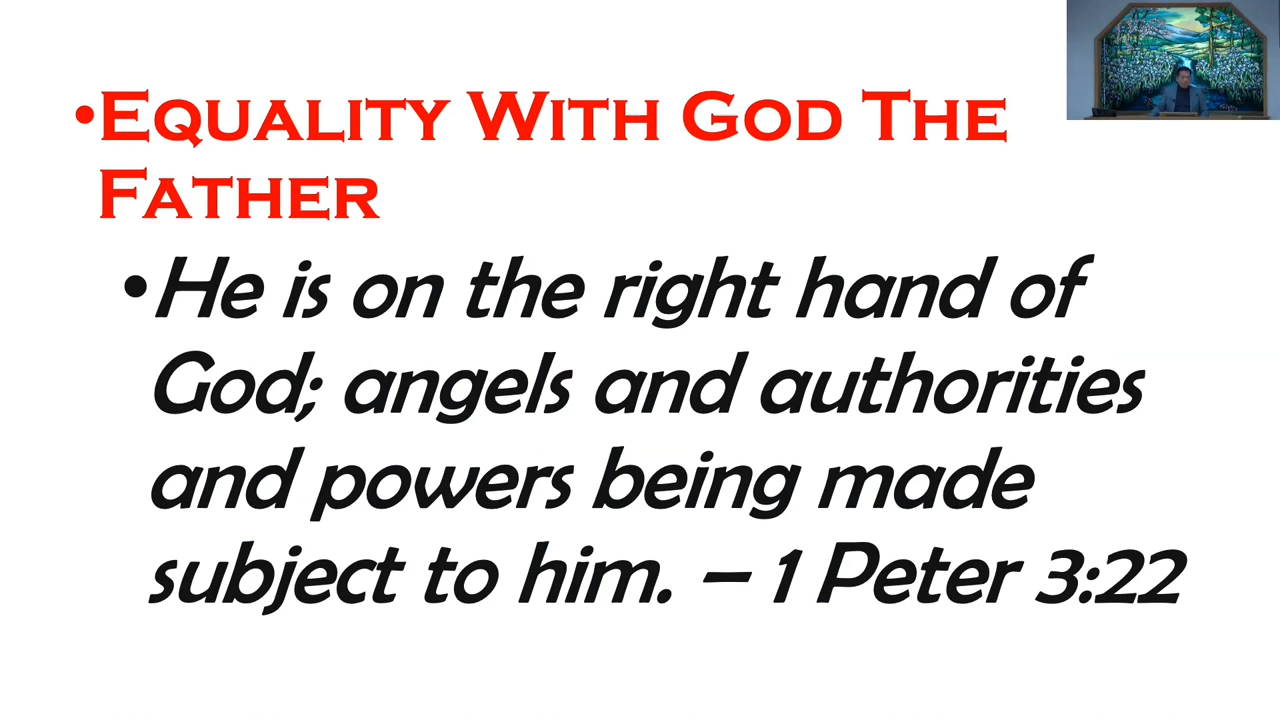 •Equality With God The
Father
•He is on the right hand of
God; angels and authorities
and powers being made
subject to him. – 1 Peter 3:22